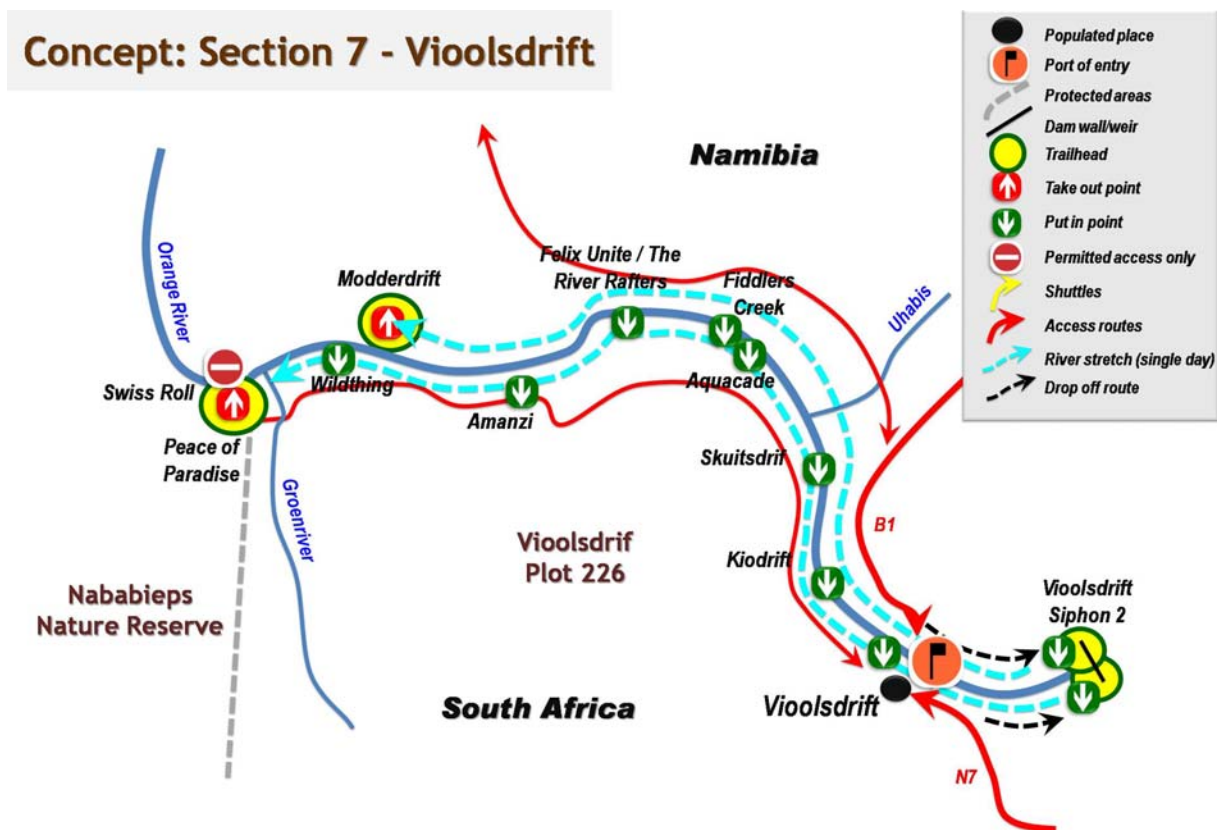 Concept: Section 7 - Vioolsdrift
Populated place
Port of entry
Protected areas
Dam wall/weir
Trailhead
Take out point
Put in point
Permitted access only
Shuttles
Access routes
River stretch (single day)
Drop off route
Namibia
Orange River
Modderdrift
Felix Unite / The
River Rafters
Fiddlers
Creek
Uhabis
Swiss Roll
Wildthing
Amanzi
Aquacade
Peace of
Paradise
Skuitsdrif
Groenriver
B1
Vioolsdrif
Plot 226
Kiodrift
Nababieps
Nature Reserve
Vioolsdrift
Siphon 2
South Africa
Vioolsdrift
N7